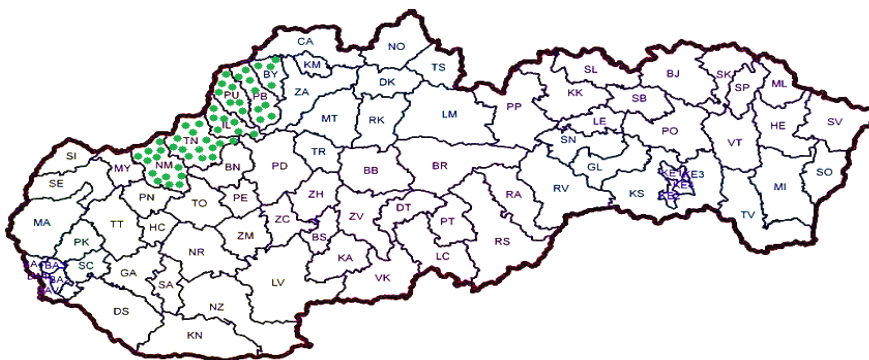 CA
NO
KM
TS
BY
DK
ZA
PU
PB
SL
BJ
SK
ML
SP
PP
KK
SB
IL
MT
RK
LM
LE
PO
HE
SV
TN
SN
VT
SI
MY
NM
BN
PD
TR
BB
BR
GL
KE3
SE
RV
KS
MI
SO
PN
TO
PE
ZH
RA
MA
TT
HC
ZC
ZV
DT
PT
TV
PK
NR
ZM
BS
RS
SC
GA
KA
LC
SA
LV
VK
DS
NZ
KN